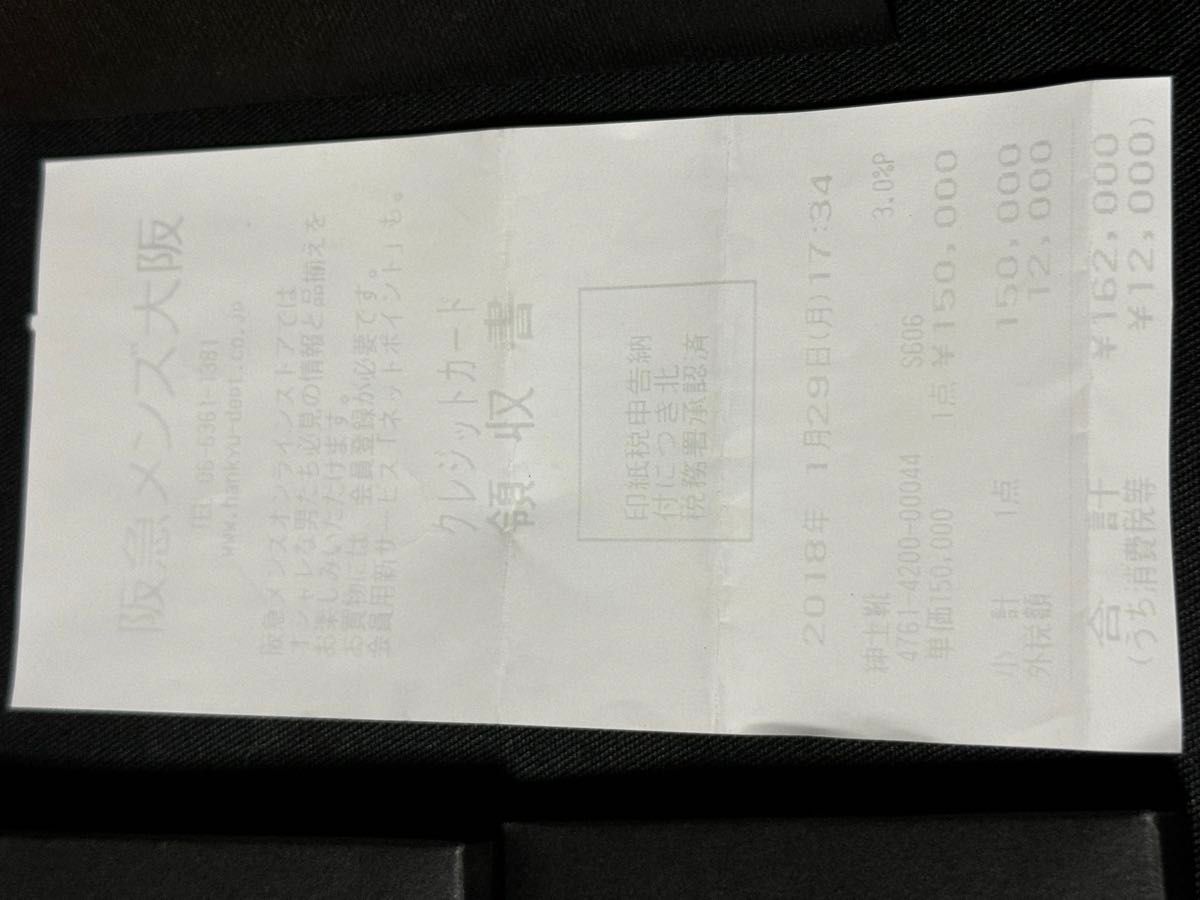 阪急メンズ大阪
TEL 06-6361-1381
www.hankyu-dept.co.jp
阪急メンズオンラインストアでは
オシャレな男たち必見の情報と品揃えを
お楽しみいただけます。
お買物には、会員登録が必要です。
会員用新サービス「ネットポイント」も。
クレジットカード
領収書
印紙税申告納
付につき北
税務署承認済
2018年 1月29日(月)17:34
紳士靴 3.0%P
4761-4200-00044 S606
単価150,000 1点 ¥150,000
小 計 1点 150,000
外税額 12,000
合 計 ¥162,000
(うち消費税等 ¥12,000)